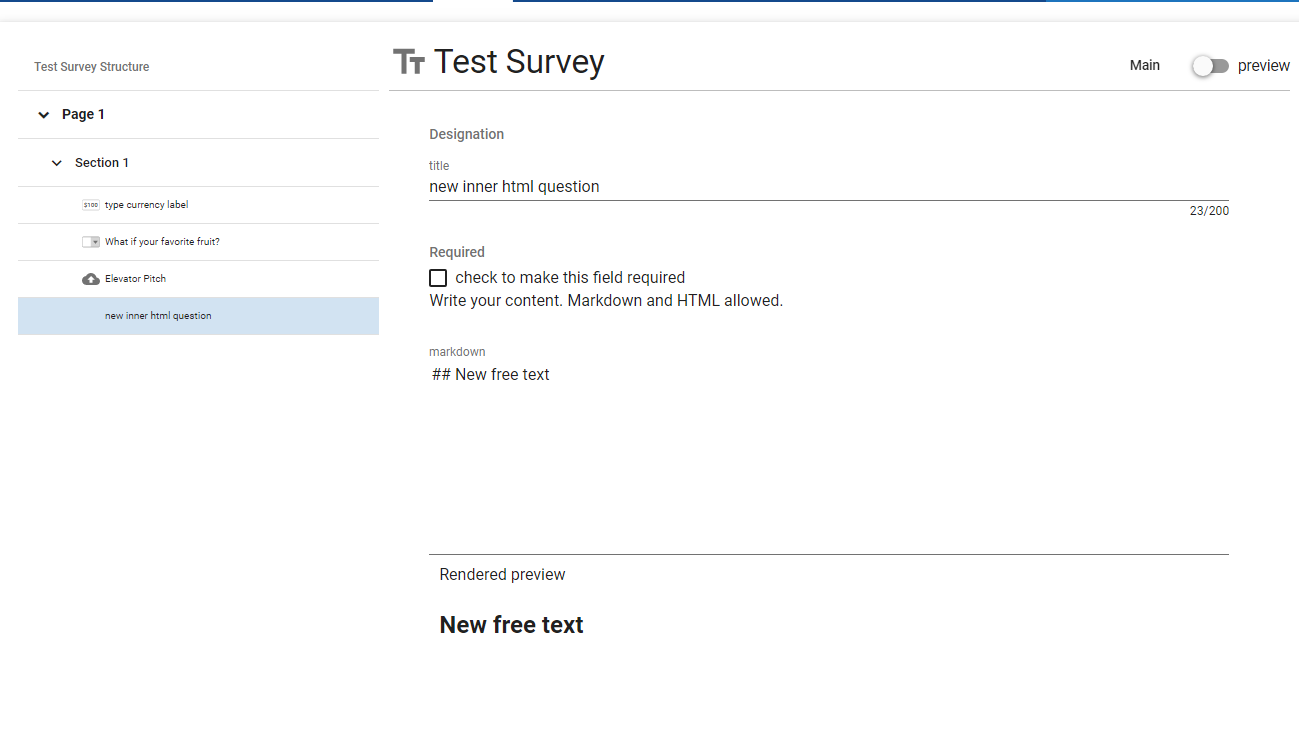 Test Survey Structure
Page 1
Section 1
$100 type currency label
What if your favorite fruit?
Elevator Pitch
new inner html question
Test Survey
Main preview
Designation
title
new inner html question
23/200
Required
check to make this field required
Write your content. Markdown and HTML allowed.
markdown
## New free text
Rendered preview
New free text